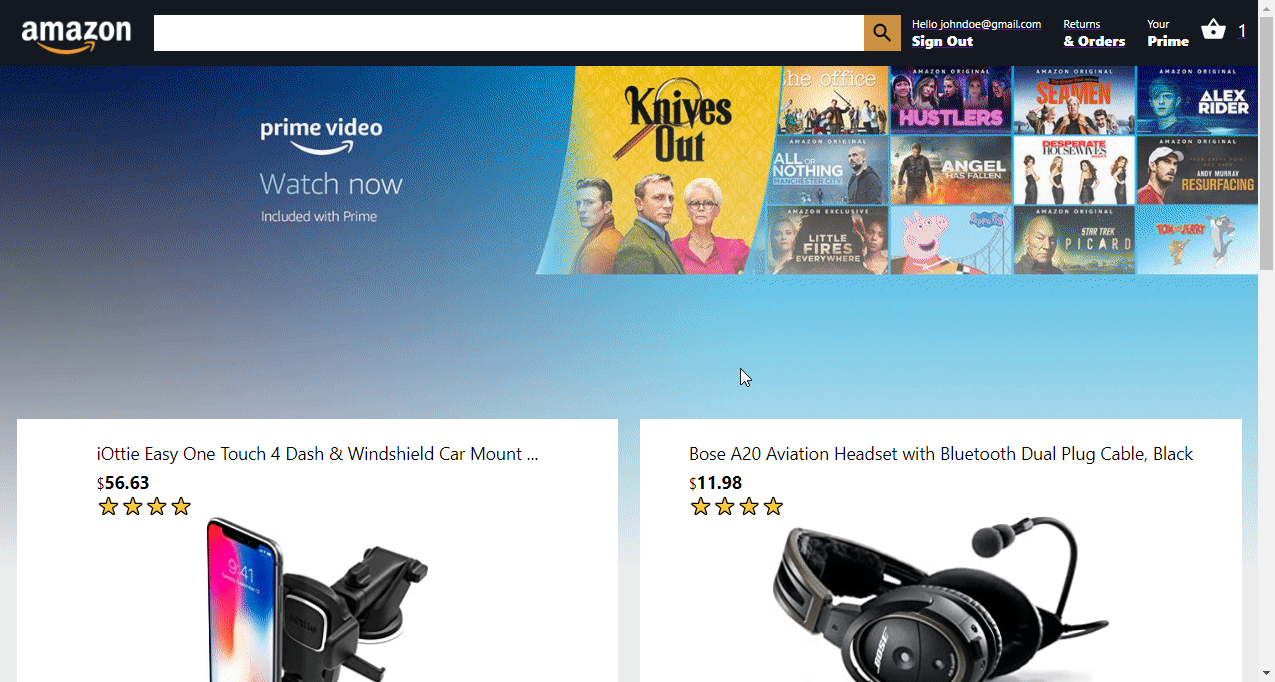 amazon
Hello johndoe@gmail.com
Sign Out
Returns
& Orders
Your
Prime
1
prime video
Watch now
Included with Prime
Knives
Out
the office
AMAZON ORIGINAL
HUSTLERS
AMAZON ORIGINAL
SEAMEN
AMAZON ORIGINAL
ALEX
RIDER
AMAZON ORIGINAL
ALL OR
NOTHING
MANCHESTER CITY
ANGEL
HAS FALLEN
DESPERATE
HOUSEWIVES
AMAZON ORIGINAL
ANDY MURRAY
RESURFACING
AMAZON EXCLUSIVE
LITTLE
FIRES
EVERYWHERE
Peppa Pig
AMAZON ORIGINAL
STAR TREK
PICARD
TOM AND JERRY
iOttie Easy One Touch 4 Dash & Windshield Car Mount ...
$56.63
9:41
Bose A20 Aviation Headset with Bluetooth Dual Plug Cable, Black
$11.98
BOSE